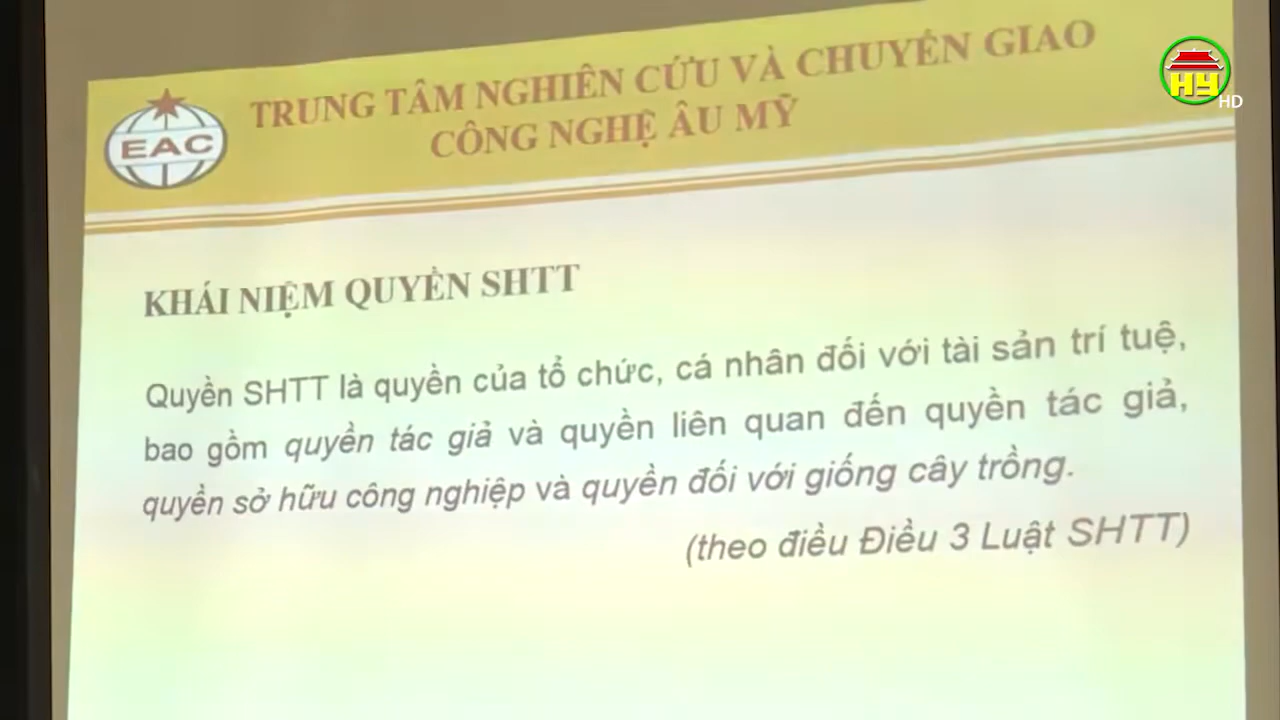 TRUNG TÂM NGHIÊN CỨU VÀ CHUYỂN GIAO
CÔNG NGHỆ ÂU MỸ
EAC
HY
HD
KHÁI NIỆM QUYỀN SHTT
Quyền SHTT là quyền của tổ chức, cá nhân đối với tài sản trí tuệ,
bao gồm quyền tác giả và quyền liên quan đến quyền tác giả,
quyền sở hữu công nghiệp và quyền đối với giống cây trồng.
(theo điều Điều 3 Luật SHTT)